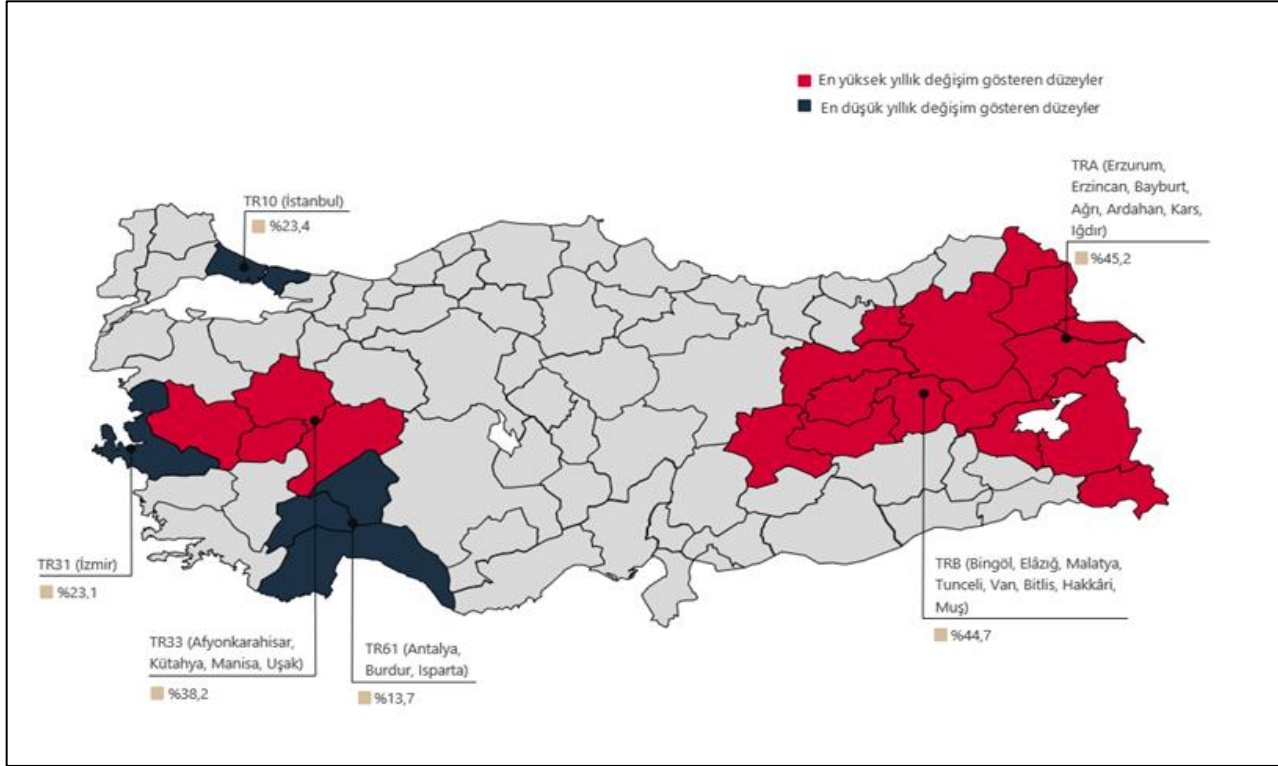 En yüksek yıllık değişim gösteren düzeyler
En düşük yıllık değişim gösteren düzeyler
TRA (Erzurum,
Erzincan, Bayburt,
Ağrı, Ardahan, Kars,
Iğdır)
%45,2
TR10 (İstanbul)
%23,4
TR31 (İzmir)
%23,1
TR33 (Afyonkarahisar,
Kütahya, Manisa, Uşak)
%38,2
TR61 (Antalya,
Burdur, Isparta)
%13,7
TRB (Bingöl, Elâzığ, Malatya,
Tunceli, Van, Bitlis, Hakkâri,
Muş)
%44,7